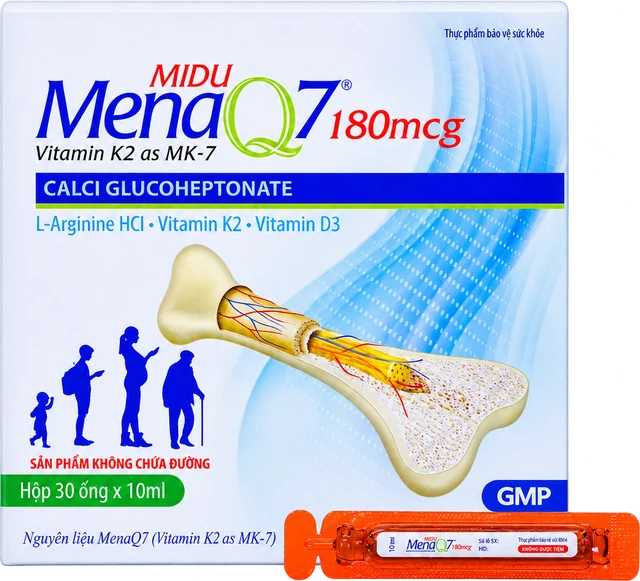 Thực phẩm bảo vệ sức khỏe
MIDU
MenaQ7® 180mcg
Vitamin K2 as MK-7
CALCI GLUCOHEPTONATE
L-Arginine HCl • Vitamin K2 • Vitamin D3
SẢN PHẨM KHÔNG CHỨA ĐƯỜNG
Hộp 30 ống x 10ml
GMP
Nguyên liệu MenaQ7 (Vitamin K2 as MK-7)
10ml
MIDU
MenaQ7® 180mcg
Số lô SX:
HD:
Thực phẩm bảo vệ sức khỏe
KHÔNG ĐƯỢC TIÊM